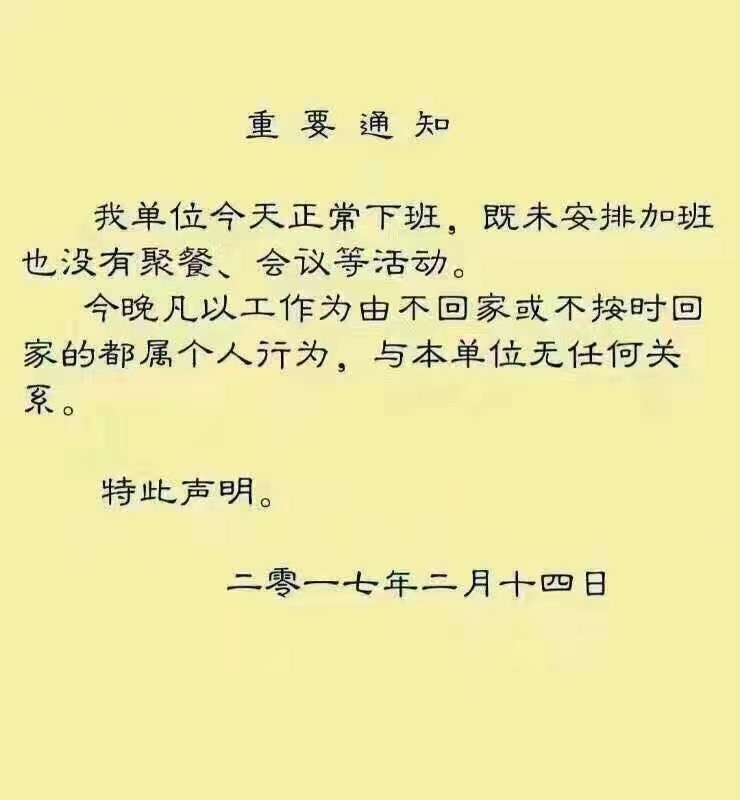 重要通知
我单位今天正常下班，既未安排加班
也没有聚餐、会议等活动。
今晚凡以工作为由不回家或不按时回
家的都属个人行为，与本单位无任何关
系。
特此声明。
二零一七年二月十四日